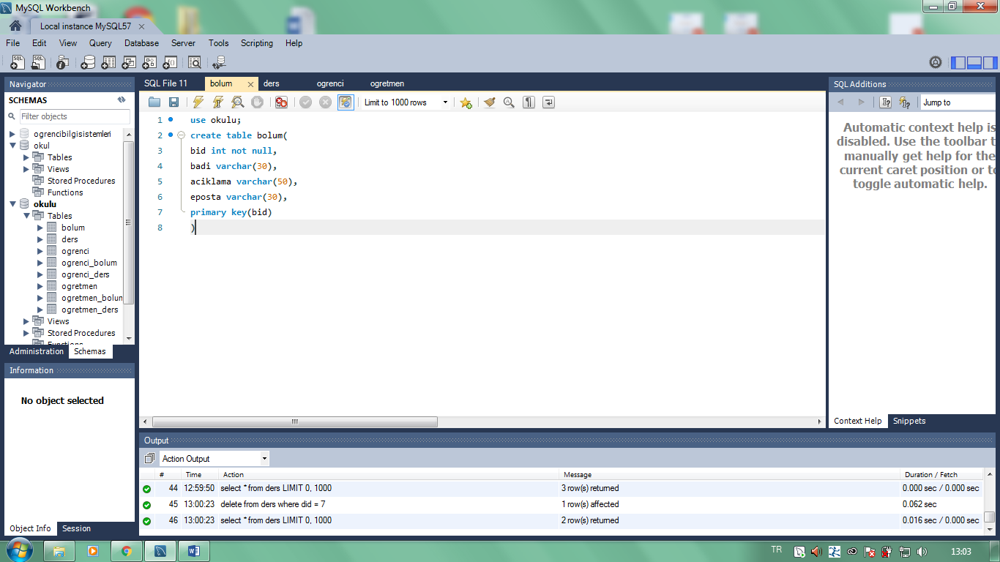 MySQL Workbench
Local instance MySQL57
File Edit View Query Database Server Tools Scripting Help
Navigator
SCHEMAS
Filter objects
ogrencibilgisistemleri
okul
Tables
Views
Stored Procedures
Functions
okulu
Tables
bolum
ders
ogrenci
ogrenci_bolum
ogrenci_ders
ogretmen
ogretmen_bolun
ogretmen_ders
Views
Stored Procedures
Functions
Administration Schemas
Information
No object selected
Object Info Session
SQL File 11 bolum ders ogrenci ogretmen
Limit to 1000 rows
1 use okulu;
2 create table bolum(
3 bid int not null,
4 badi varchar(30),
5 aciklama varchar(50),
6 eposta varchar(30),
7 primary key(bid)
8 )
SQL Additions
Jump to
Automatic context help is
disabled. Use the toolbar t
manually get help for the
current caret position or to
toggle automatic help.
Context Help Snippets
Output
Action Output
# Time Action Message Duration / Fetch
44 12:59:50 select * from ders LIMIT 0, 1000 3 row(s) returned 0.000 sec / 0.000 sec
45 13:00:23 delete from ders where did = 7 1 row(s) affected 0.062 sec
46 13:00:23 select * from ders LIMIT 0, 1000 2 row(s) returned 0.016 sec / 0.000 sec
TR
13:03